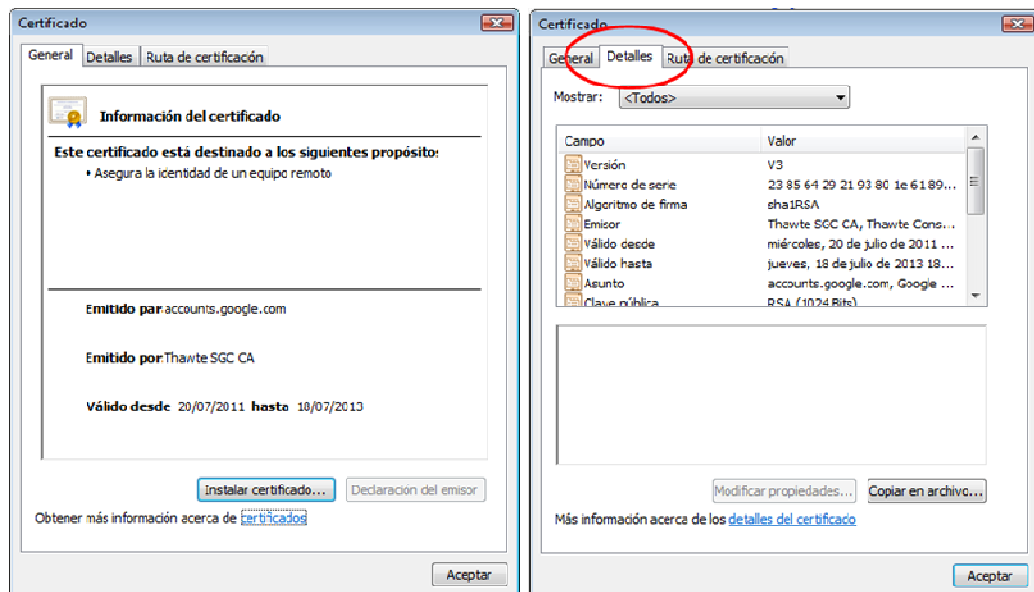 Certificado
General Detalles Ruta de certificación
Información del certificado
Este certificado está destinado a los siguientes propósito:
• Asegura la identidad de un equipo remoto
Emitido par accounts.google.com
Emitido por Thawte SGC CA
Válido desde 20/07/2011 hasta 18/07/2013
Instalar certificado... Declaración del emisor
Obtener más información acerca de certificados
Aceptar
Certificado
General Detalles Ruta de certificación
Mostrar: <Todos>
Campo Valor
Versión V3
Número de serie 23 85 64 29 21 93 80 1e 61 89...
Algoritmo de firma sha1RSA
Emisor Thawte SGC CA, Thawte Cons...
Válido desde miércoles, 20 de julio de 2011 ...
Válido hasta jueves, 18 de julio de 2013 18...
Asunto accounts.google.com, Google ...
Clave pública RSA (1024 Bits)
Modificar propiedades... Copiar en archivo...
Más información acerca de los detalles del certificado
Aceptar